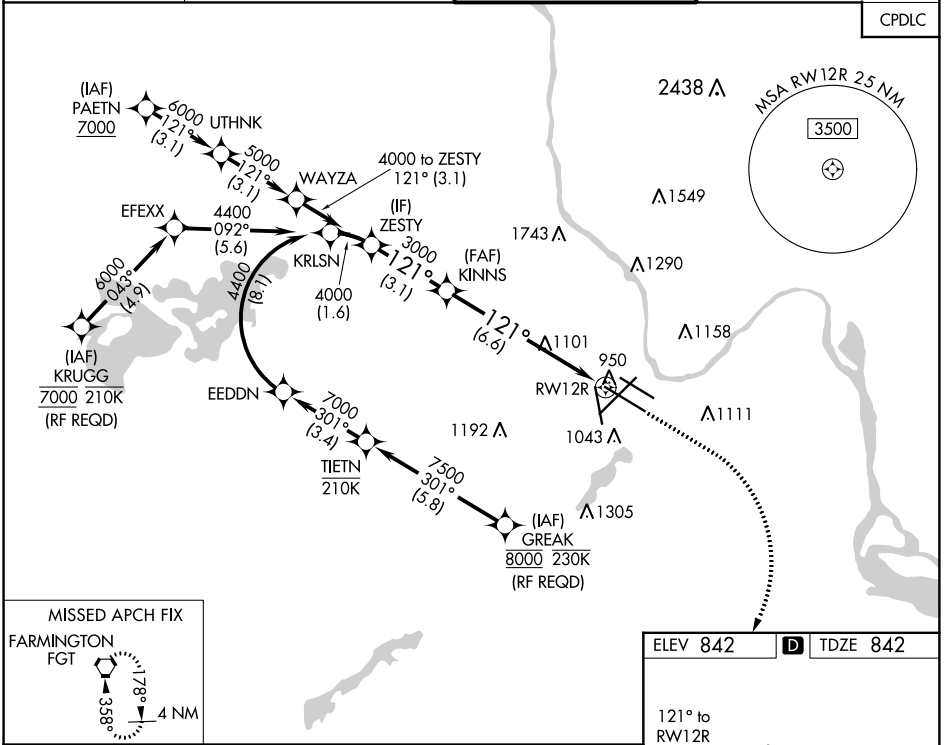 CPDLC
(IAF)
PAETN
7000
6000
121°
(3.1)
UTHNK
5000
121°
(3.1)
WAYZA
4000 to ZESTY
121° (3.1)
(IF)
ZESTY
3000
121°
(3.1)
EFEXX
4400
092°
(5.6)
KRLSN
4000
(1.6)
4400
(8.1)
6000
043°
(4.9)
(IAF)
KRUGG
7000 210K
(RF REQD)
(FAF)
KINNS
121°
(6.6)
RW12R
EEDDN
7000
301°
(3.4)
TIETN
210K
7500
301°
(5.8)
(IAF)
GREAK
8000 230K
(RF REQD)
2438
1549
1743
1290
1158
1101
950
1111
1192
1043
1305
MSA RW12R 25 NM
3500
MISSED APCH FIX
FARMINGTON
FGT
178°
358°
4 NM
ELEV 842 D TDZE 842
121° to
RW12R